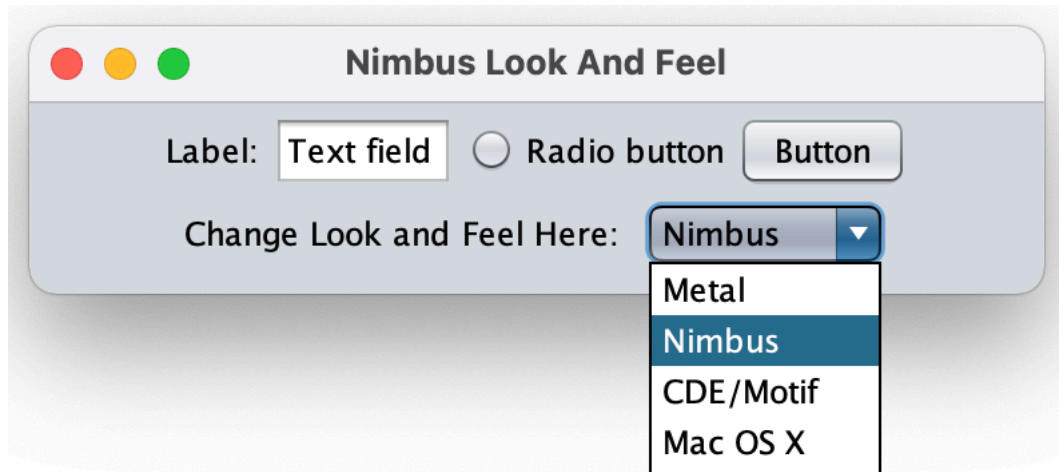 Nimbus Look And Feel
Label: Text field Radio button Button
Change Look and Feel Here: Nimbus
Metal
Nimbus
CDE/Motif
Mac OS X